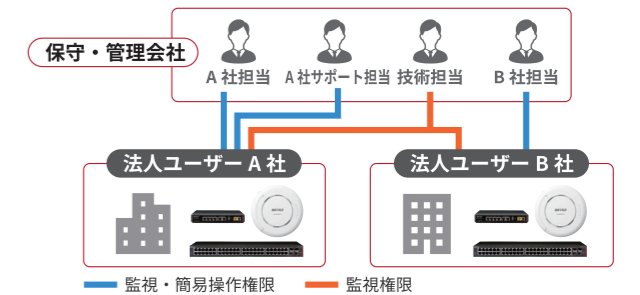 保守・管理会社
A 社担当
A 社サポート担当
技術担当
B 社担当
法人ユーザー A 社
法人ユーザー B 社
監視・簡易操作権限
監視権限